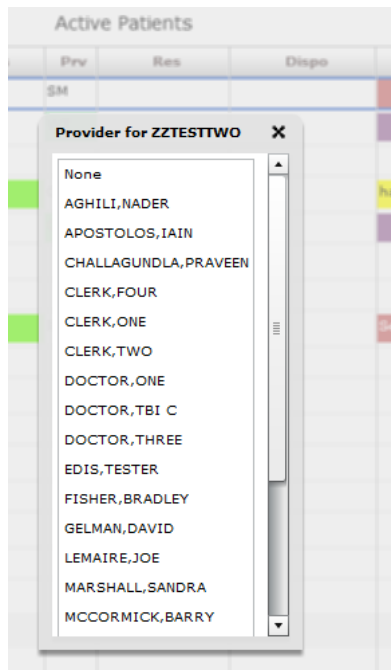 Active Patients
Prv Res Dispo
SM
Provider for ZZTESTTWO X
None
AGHILI,NADER
APOSTOLOS,IAIN
CHALLAGUNDLA,PRAVEEN
CLERK,FOUR
CLERK,ONE
CLERK,TWO
DOCTOR,ONE
DOCTOR,TBI C
DOCTOR,THREE
EDIS,TESTER
FISHER,BRADLEY
GELMAN,DAVID
LEMAIRE,JOE
MARSHALL,SANDRA
MCCORMICK,BARRY